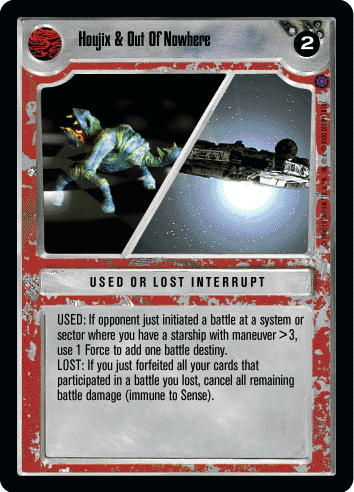 Houjix & Out Of Nowhere
2
USED OR LOST INTERRUPT
USED: If opponent just initiated a battle at a system or
sector where you have a starship with maneuver >3,
use 1 Force to add one battle destiny.
LOST: If you just forfeited all your cards that
participated in a battle you lost, cancel all remaining
battle damage (immune to Sense).